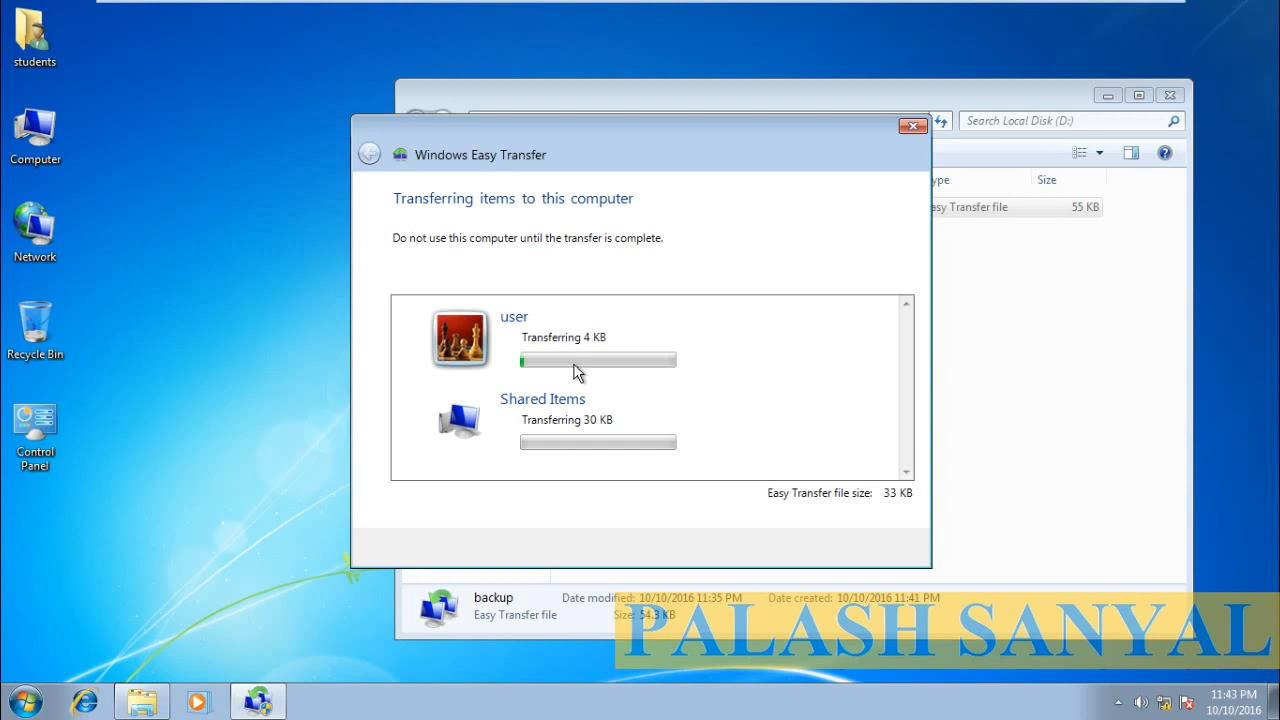 students
Computer
Network
Recycle Bin
Control
Panel
Search Local Disk (D:)
Windows Easy Transfer
ype
Size
Transferring items to this computer
asy Transfer file
55 KB
Do not use this computer until the transfer is complete.
user
Transferring 4 KB
Shared Items
Transferring 30 KB
Easy Transfer file size: 33 KB
backup
Date modified: 10/10/2016 11:35 PM
Date created: 10/10/2016 11:41 PM
Easy Transfer file
Size: 54.3 KB
PALASH SANYAL
11:43 PM
10/10/2016